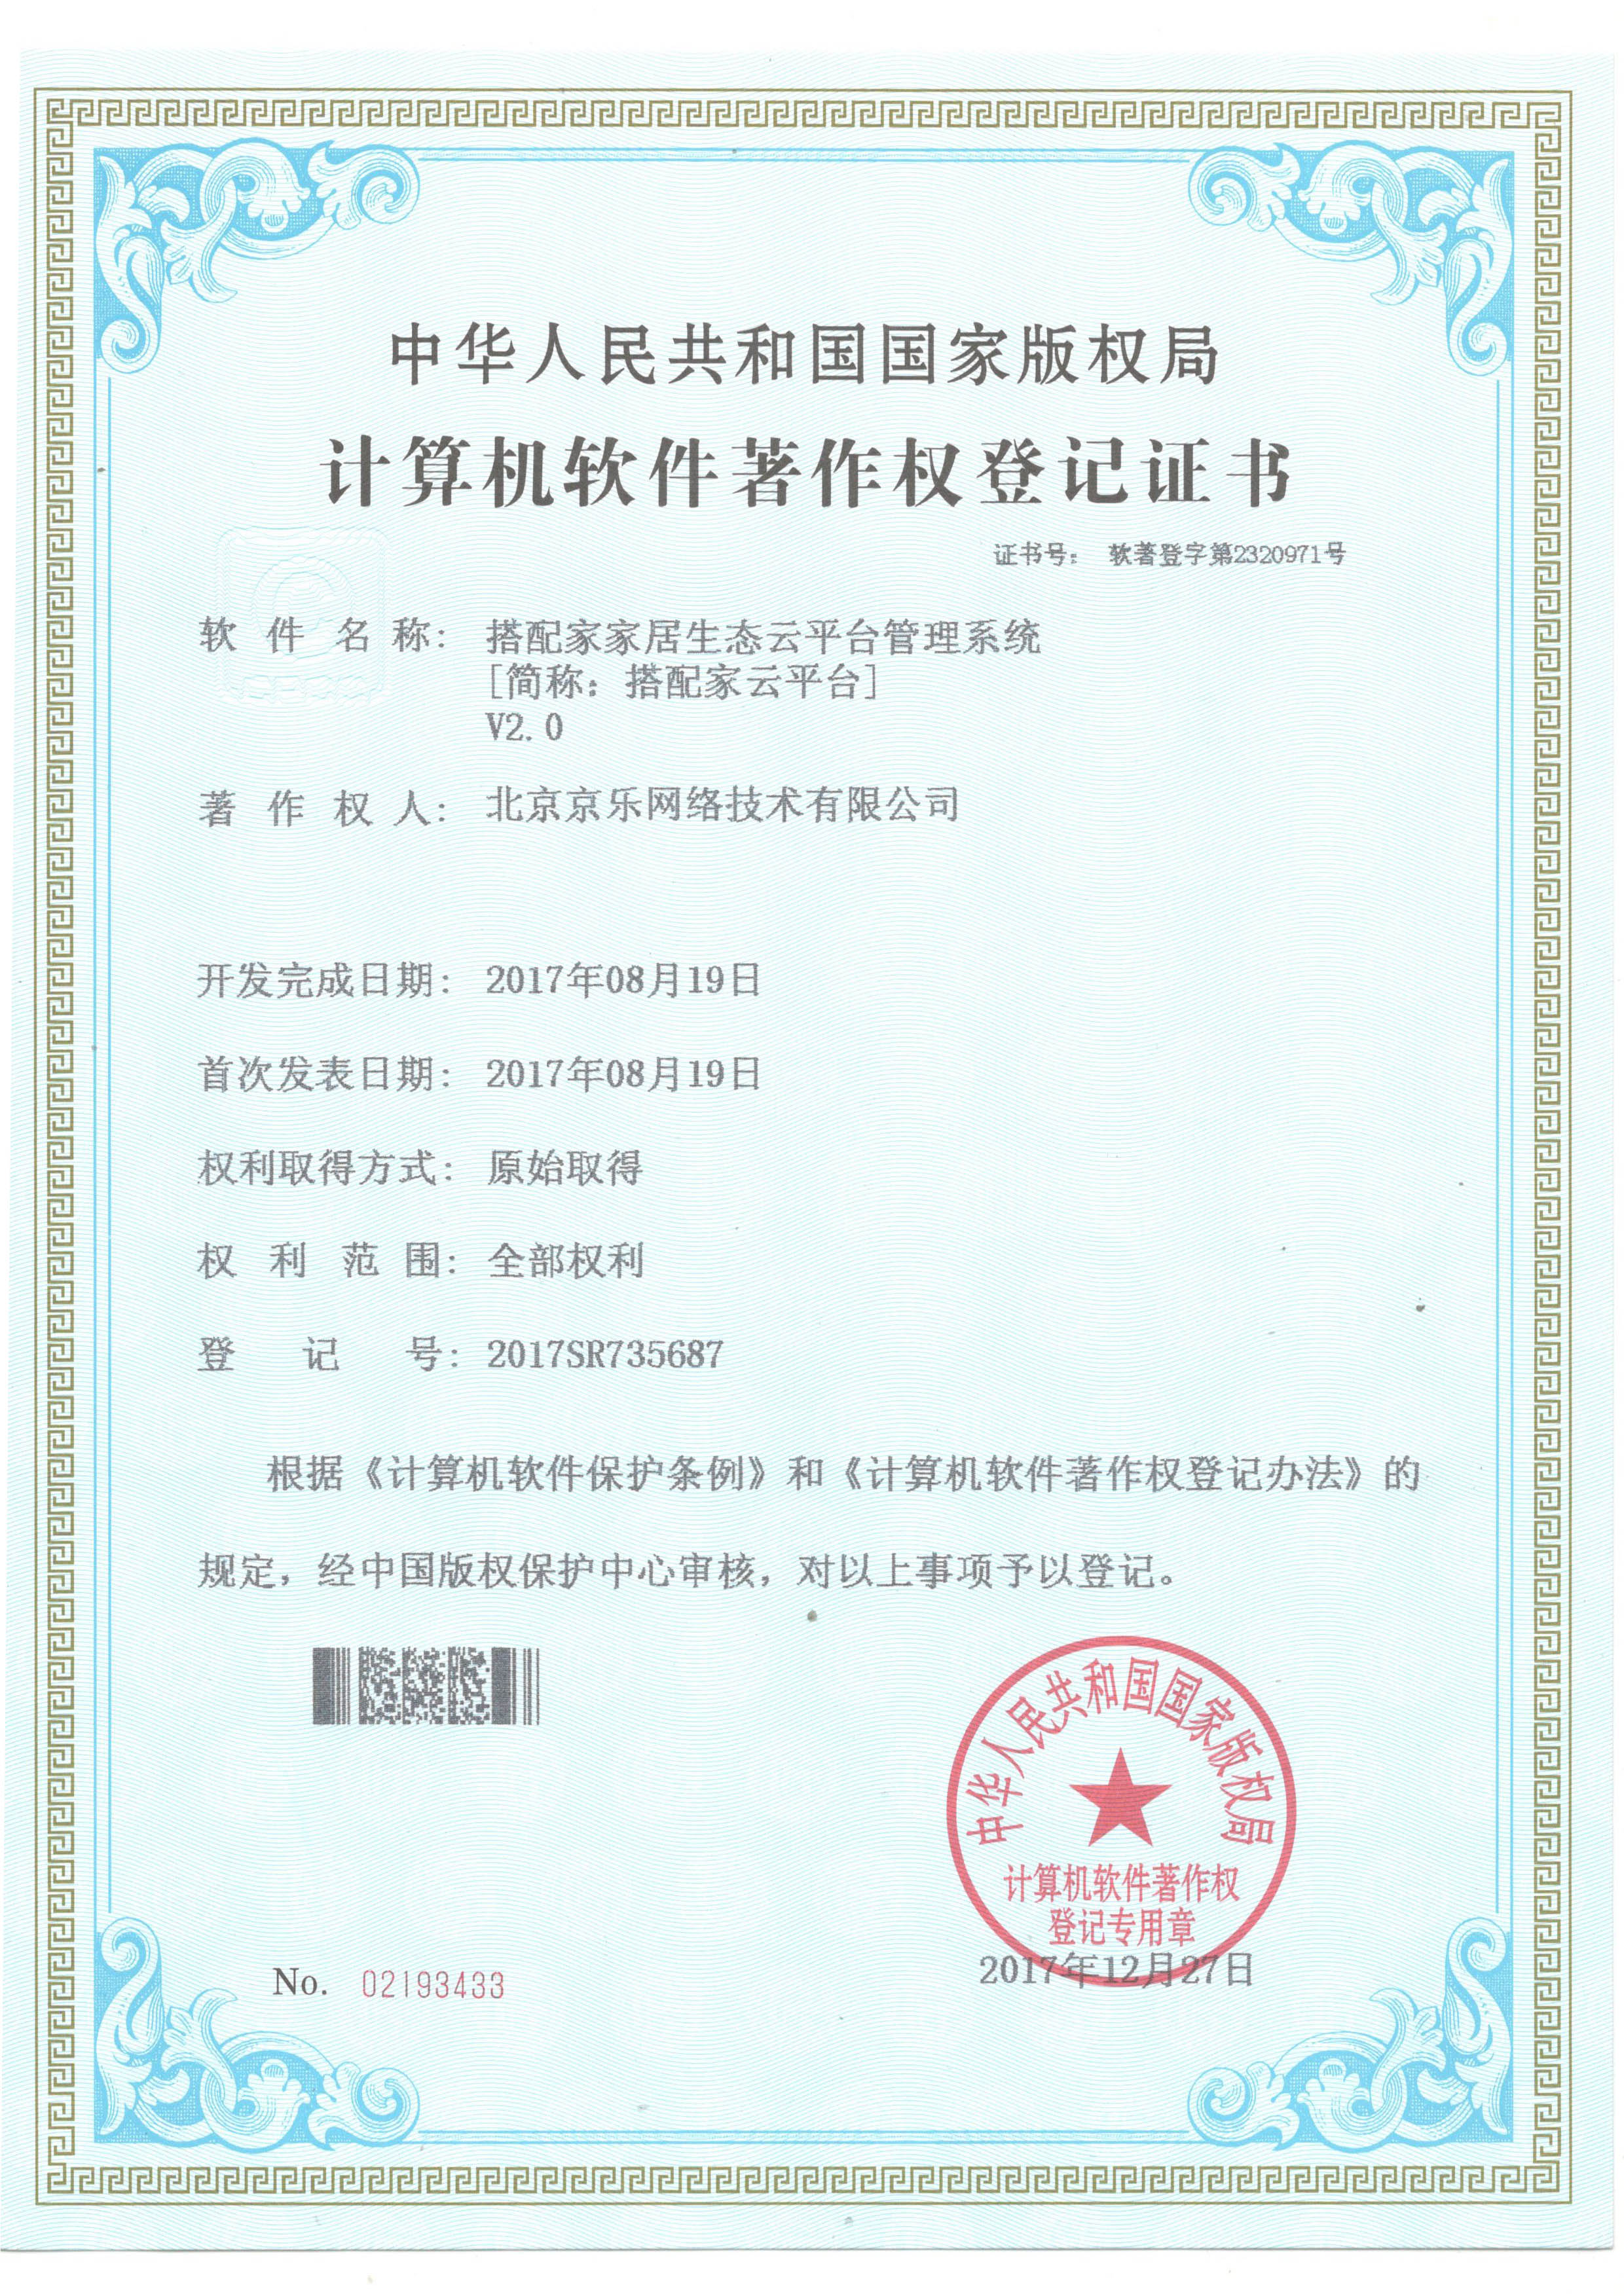 中华人民共和国国家版权局
计算机软件著作权登记证书
证书号： 软著登字第2320971号
软件名称： 搭配家家居生态云平台管理系统
[简称：搭配家云平台]
V2.0
著作权人： 北京京乐网络技术有限公司
开发完成日期： 2017年08月19日
首次发表日期： 2017年08月19日
权利取得方式： 原始取得
权利范围： 全部权利
登记号： 2017SR735687
根据《计算机软件保护条例》和《计算机软件著作权登记办法》的
规定，经中国版权保护中心审核，对以上事项予以登记。
中华人民共和国国家版权局
计算机软件著作权
登记专用章
2017年12月27日
No. 02193433